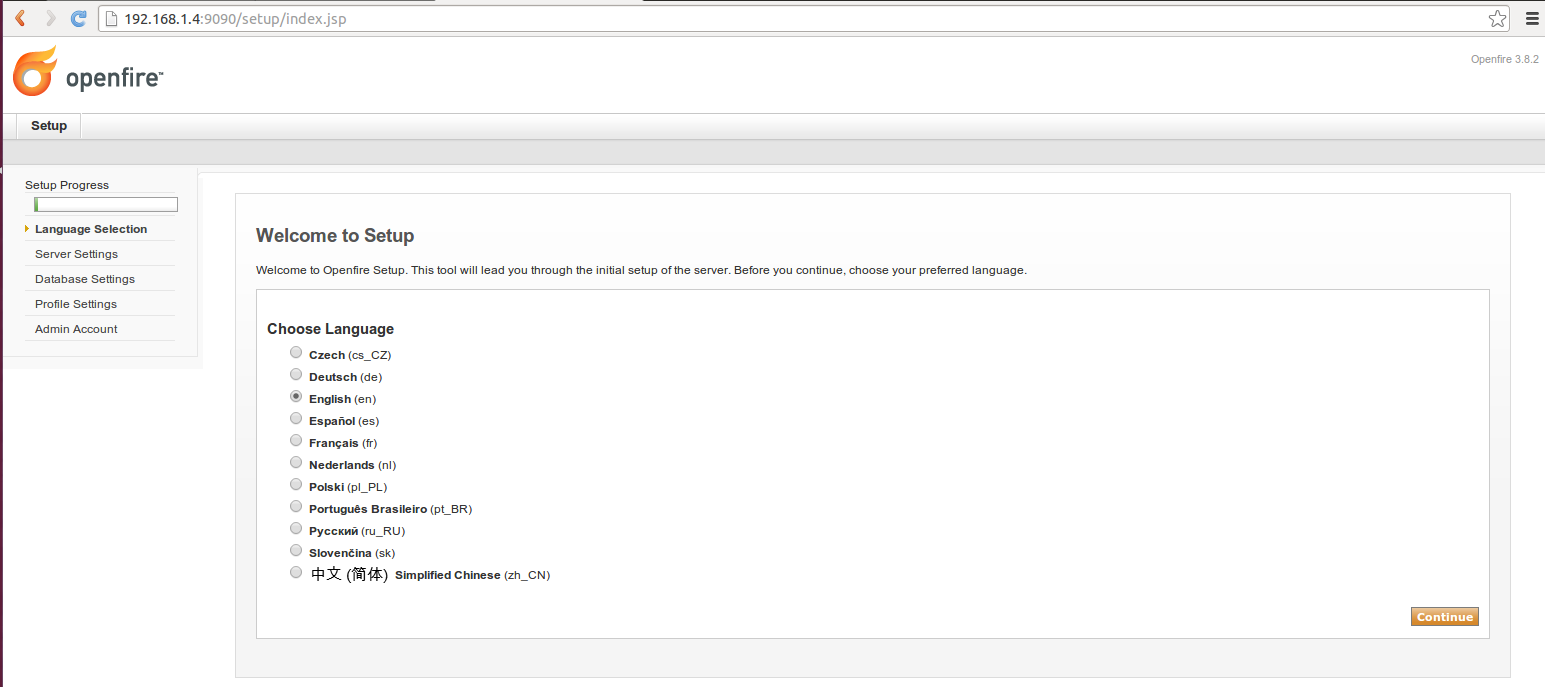 192.168.1.4:9090/setup/index.jsp
openfire™
Openfire 3.8.2
Setup
Setup Progress
Language Selection
Server Settings
Database Settings
Profile Settings
Admin Account
Welcome to Setup
Welcome to Openfire Setup. This tool will lead you through the initial setup of the server. Before you continue, choose your preferred language.
Choose Language
Czech (cs_CZ)
Deutsch (de)
English (en)
Español (es)
Français (fr)
Nederlands (nl)
Polski (pl_PL)
Português Brasileiro (pt_BR)
Русский (ru_RU)
Slovenčina (sk)
中文 (简体) Simplified Chinese (zh_CN)
Continue